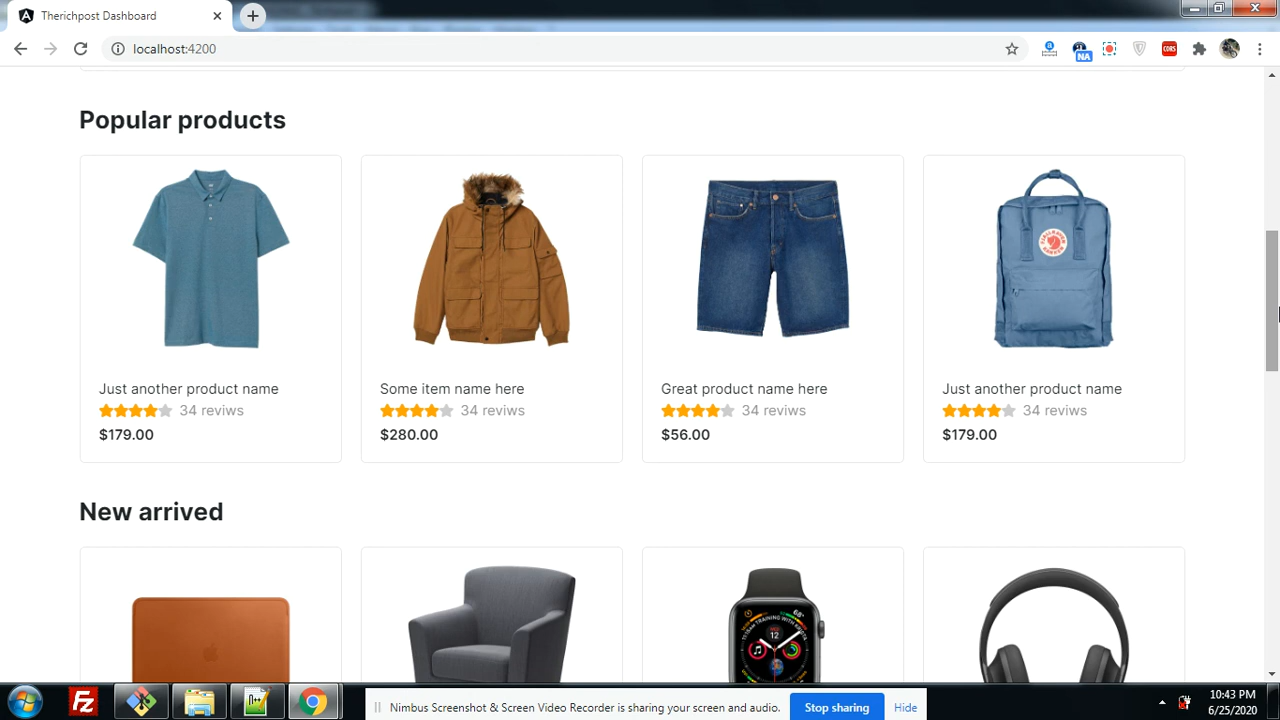 Therichpost Dashboard
localhost:4200
NA
CORS
Popular products
Just another product name
34 reviws
$179.00
Some item name here
34 reviws
$280.00
Great product name here
34 reviws
$56.00
Just another product name
34 reviws
$179.00
New arrived
12
Nimbus Screenshot & Screen Video Recorder is sharing your screen and audio.
Stop sharing
Hide
10:43 PM
6/25/2020